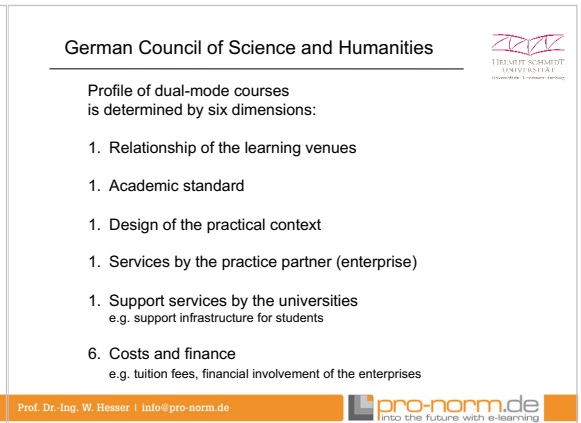 German Council of Science and Humanities
HELMUT SCHMIDT
UNIVERSITÄT
Profile of dual-mode courses
is determined by six dimensions:
1. Relationship of the learning venues
1. Academic standard
1. Design of the practical context
1. Services by the practice partner (enterprise)
1. Support services by the universities
e.g. support infrastructure for students
6. Costs and finance
e.g. tuition fees, financial involvement of the enterprises
Prof. Dr.-Ing. W. Hesser | info@pro-norm.de
pro-norm.de
into the future with e-learning